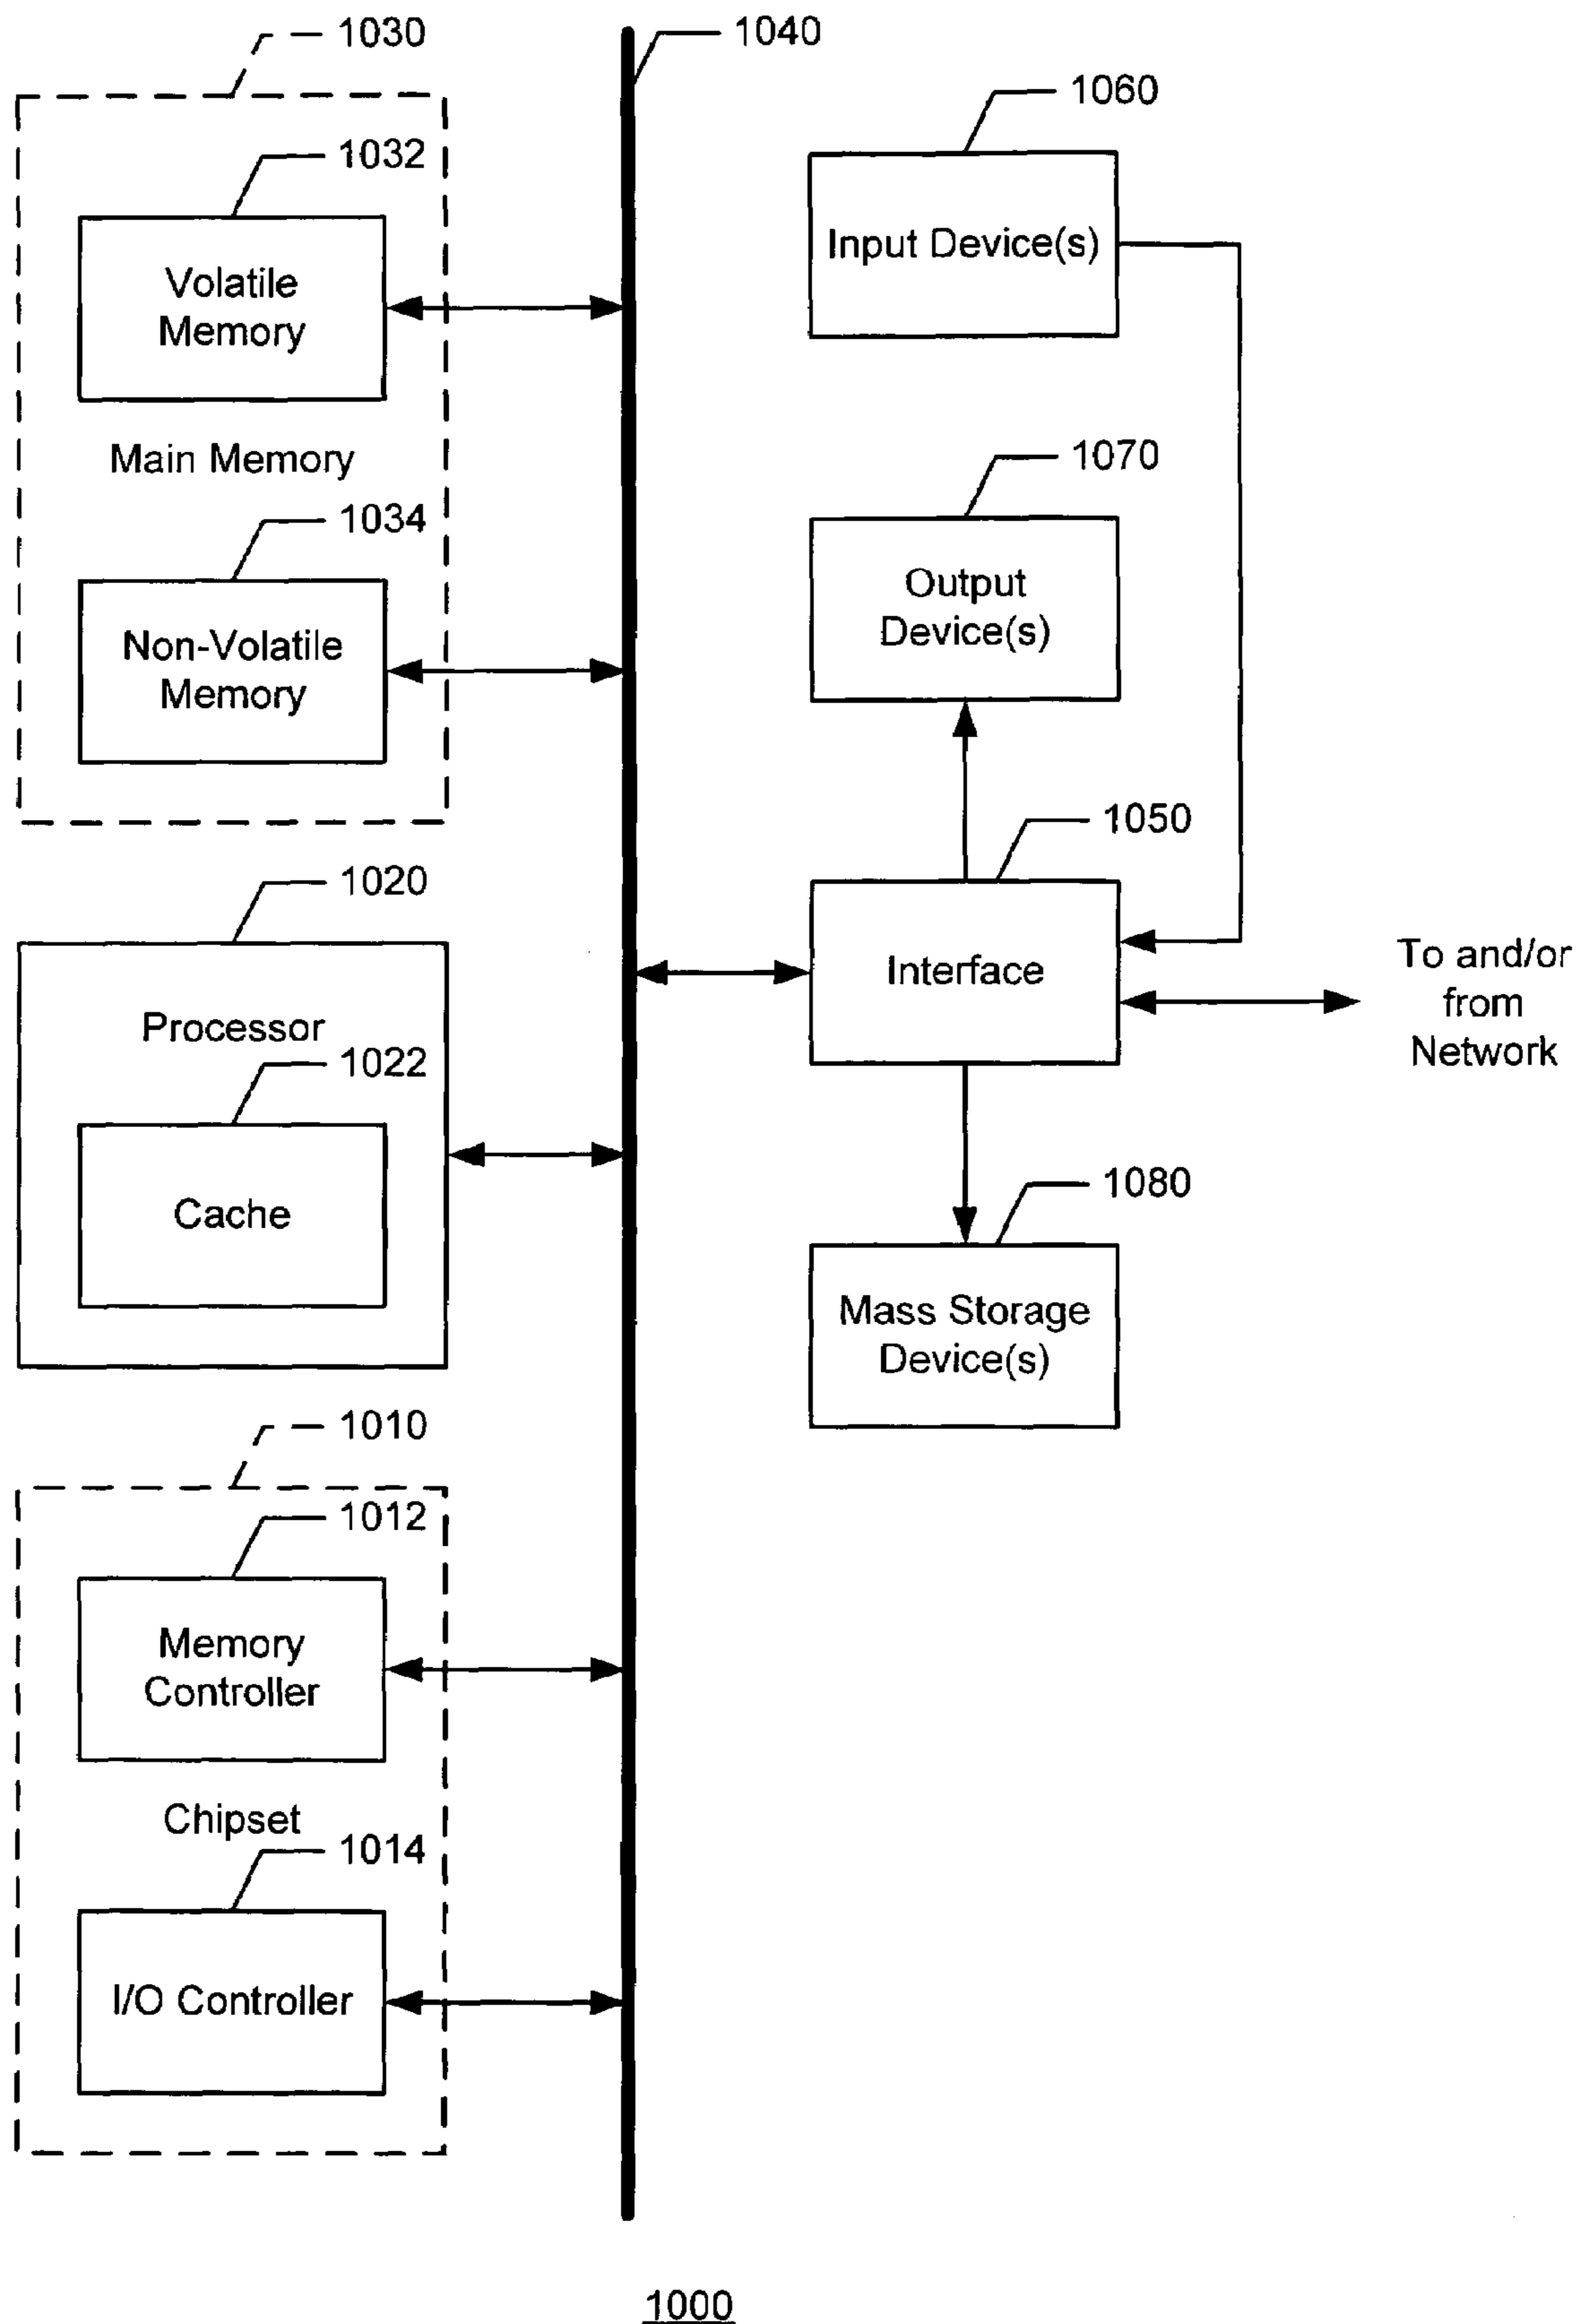 1030
1040
1060
1032
Volatile
Memory
Input Device(s)
Main Memory
1070
1034
Output
Device(s)
Non-Volatile
Memory
1050
1020
Interface
To and/or
from
Network
Processor
1022
Cache
1080
Mass Storage
Device(s)
1010
1012
Memory
Controller
Chipset
1014
I/O Controller
1000